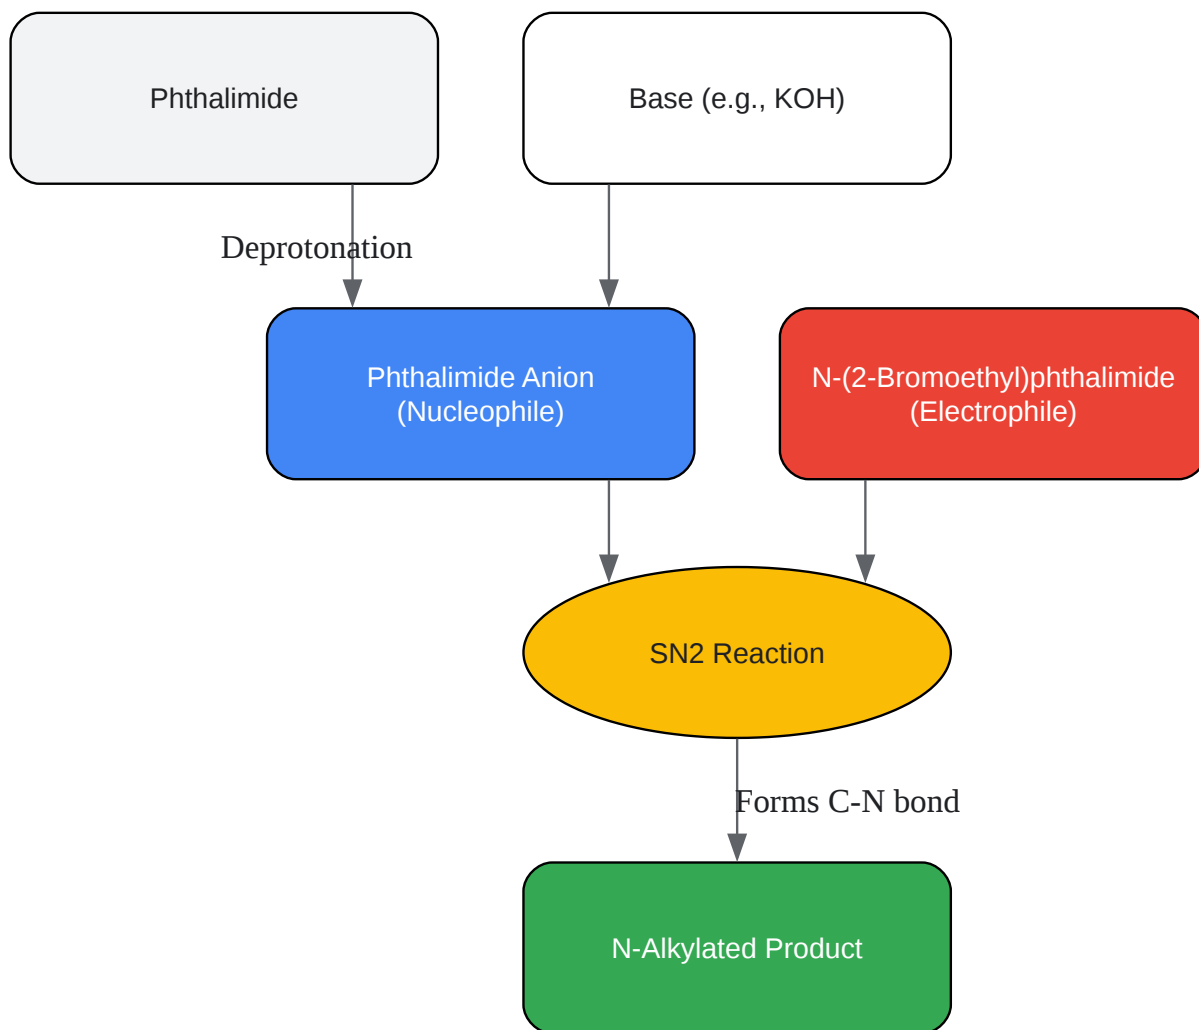 Phthalimide
Base (e.g., KOH)
Deprotonation
Phthalimide Anion
(Nucleophile)
N-(2-Bromoethyl)phthalimide
(Electrophile)
SN2 Reaction
Forms C-N bond
N-Alkylated Product